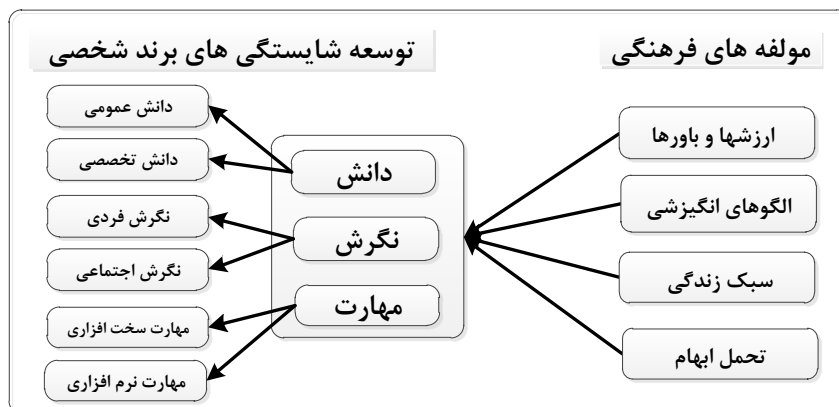 مولفه های فرهنگی
ارزشها و باورها
الگوهای انگیزشی
سبک زندگی
تحمل ابهام
توسعه شایستگی های برند شخصی
دانش
نگرش
مهارت
دانش عمومی
دانش تخصصی
نگرش فردی
نگرش اجتماعی
مهارت سخت افزاری
مهارت نرم افزاری